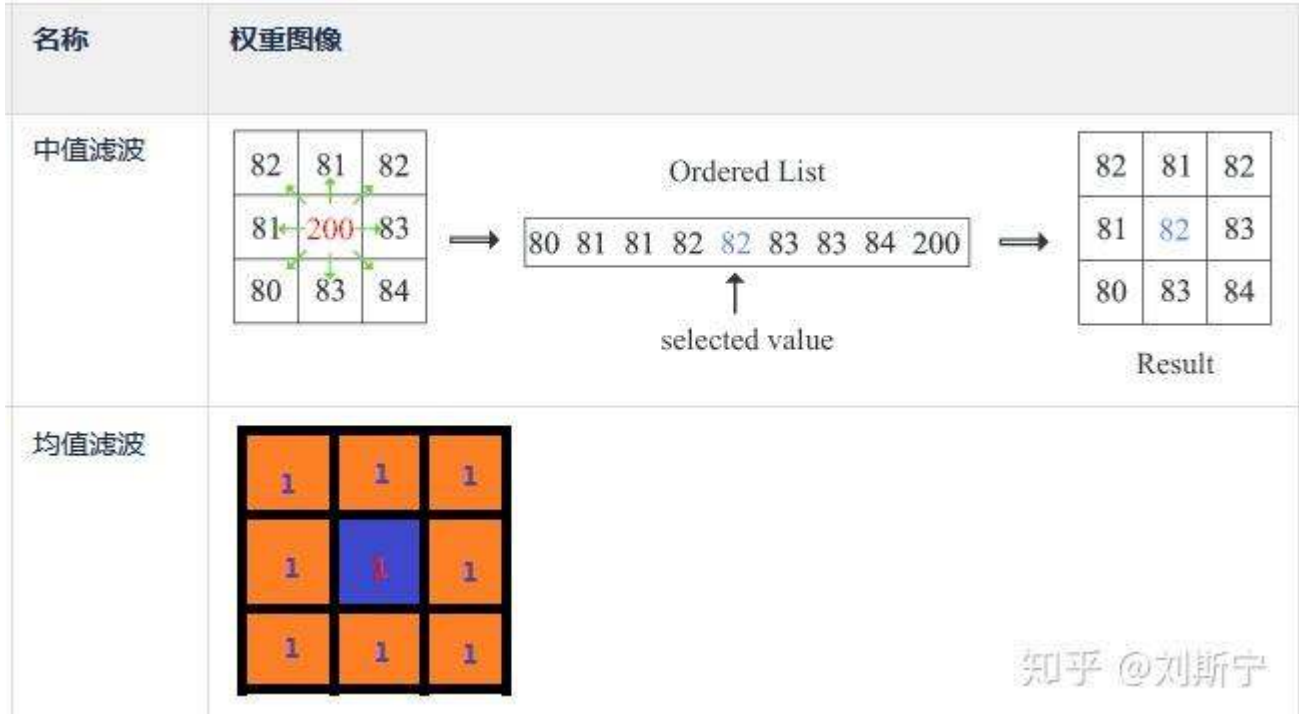 名称 权重图像
中值滤波
82 81 82
81 200 83
80 83 84
Ordered List
80 81 81 82 82 83 83 84 200
selected value
82 81 82
81 82 83
80 83 84
Result
均值滤波
1 1 1
1 1 1
1 1 1
知乎 @刘斯宁